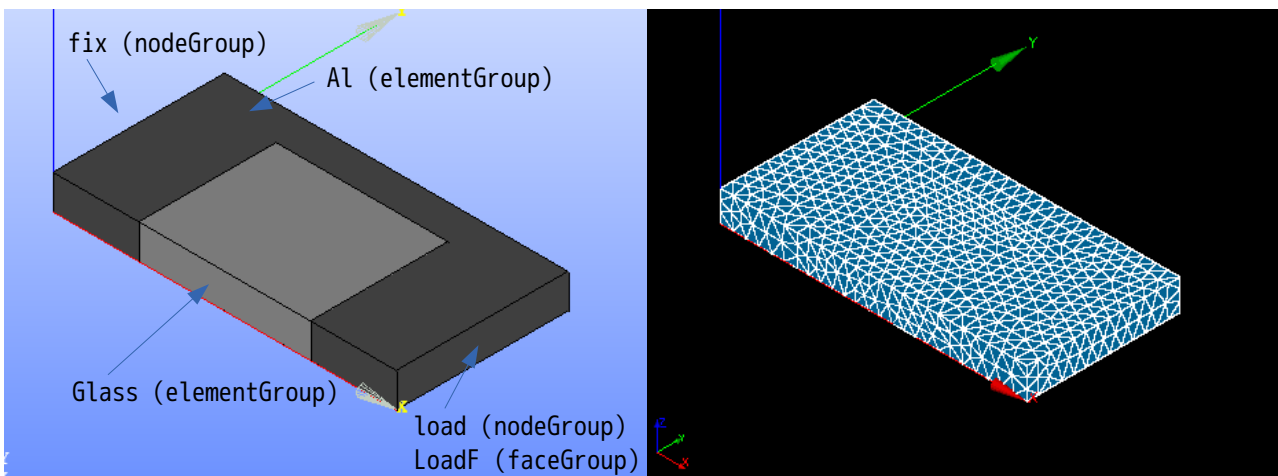 fix (nodeGroup)
Al (elementGroup)
Glass (elementGroup)
load (nodeGroup)
LoadF (faceGroup)
X
Y
Z
Y
X